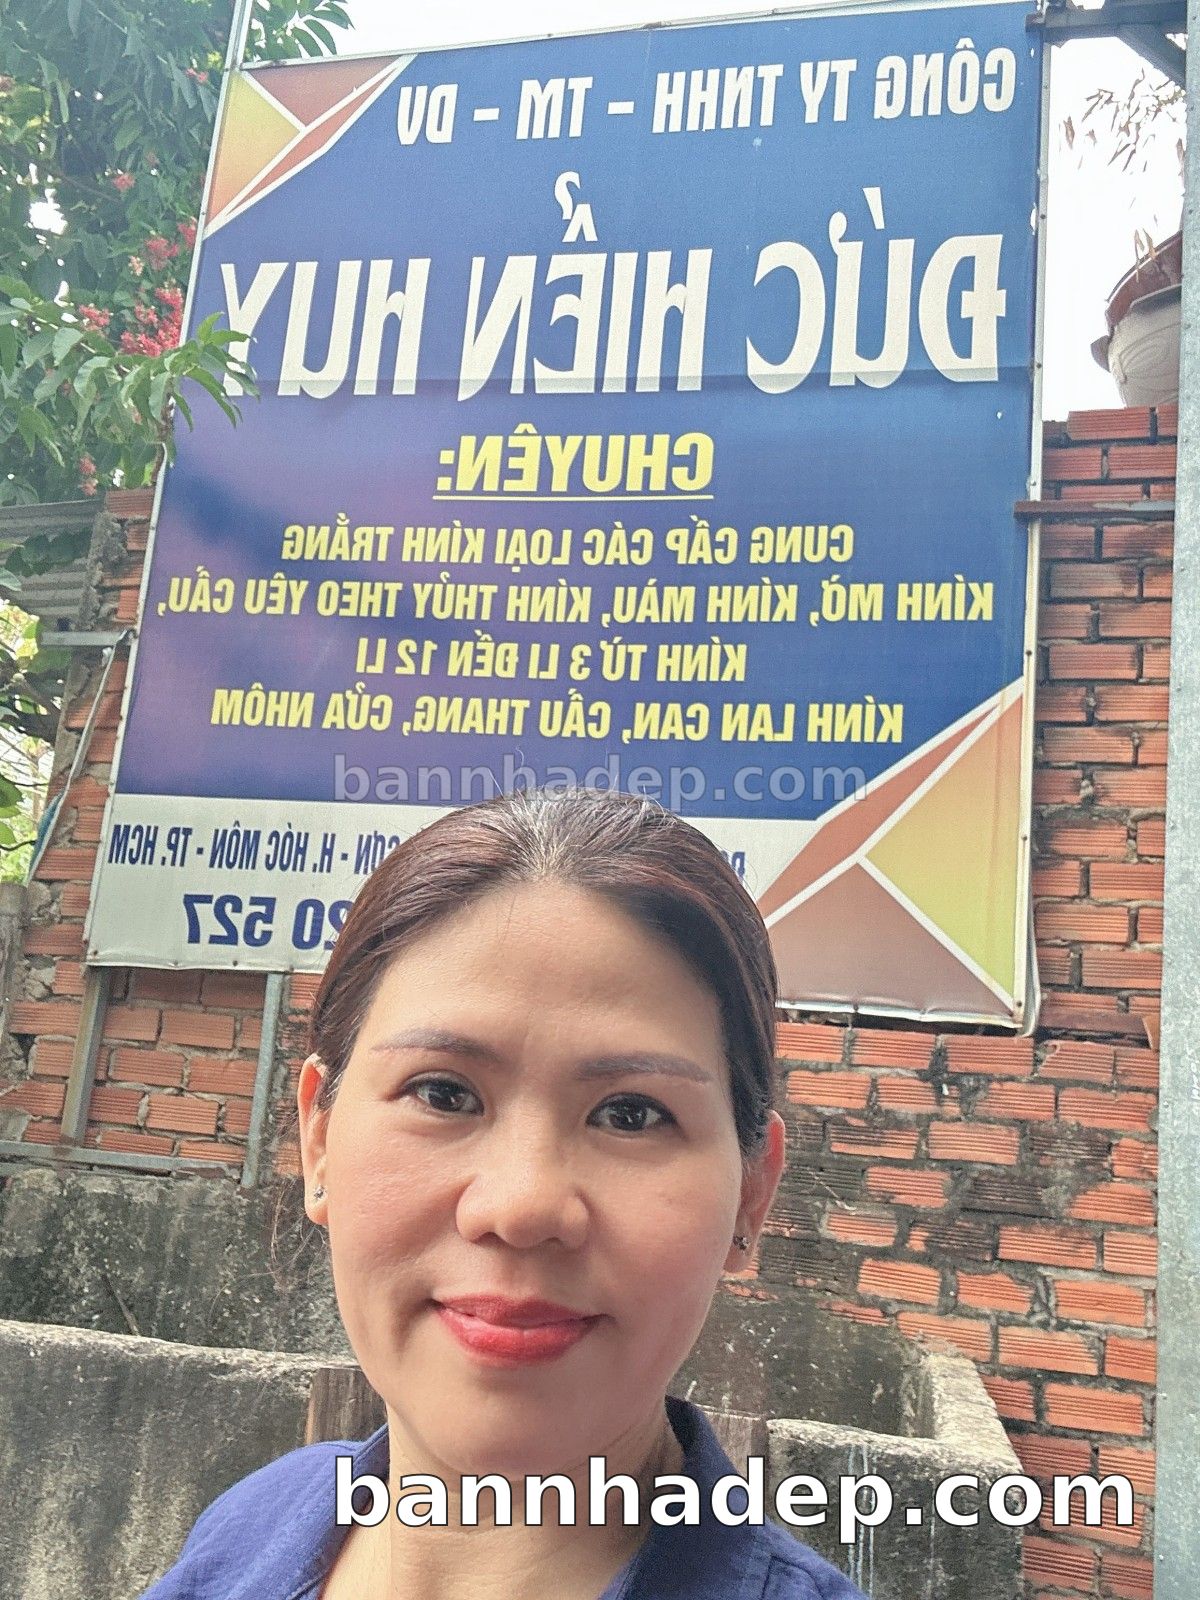 CÔNG TY TNHH - TM - DV
ĐỨC HIỂN HUY
CHUYÊN:
CUNG CẤP CÁC LOẠI KÍNH TRẮNG
KÍNH MỜ, KÍNH MÀU, KÍNH THỦY THEO YÊU CẦU,
KÍNH TỪ 3 LI ĐẾN 12 LI
KÍNH LAN CAN, CẦU THANG, CỬA NHÔM
bannhadep.com
- H. HÓC MÔN - TP. HCM
20 527
bannhadep.com